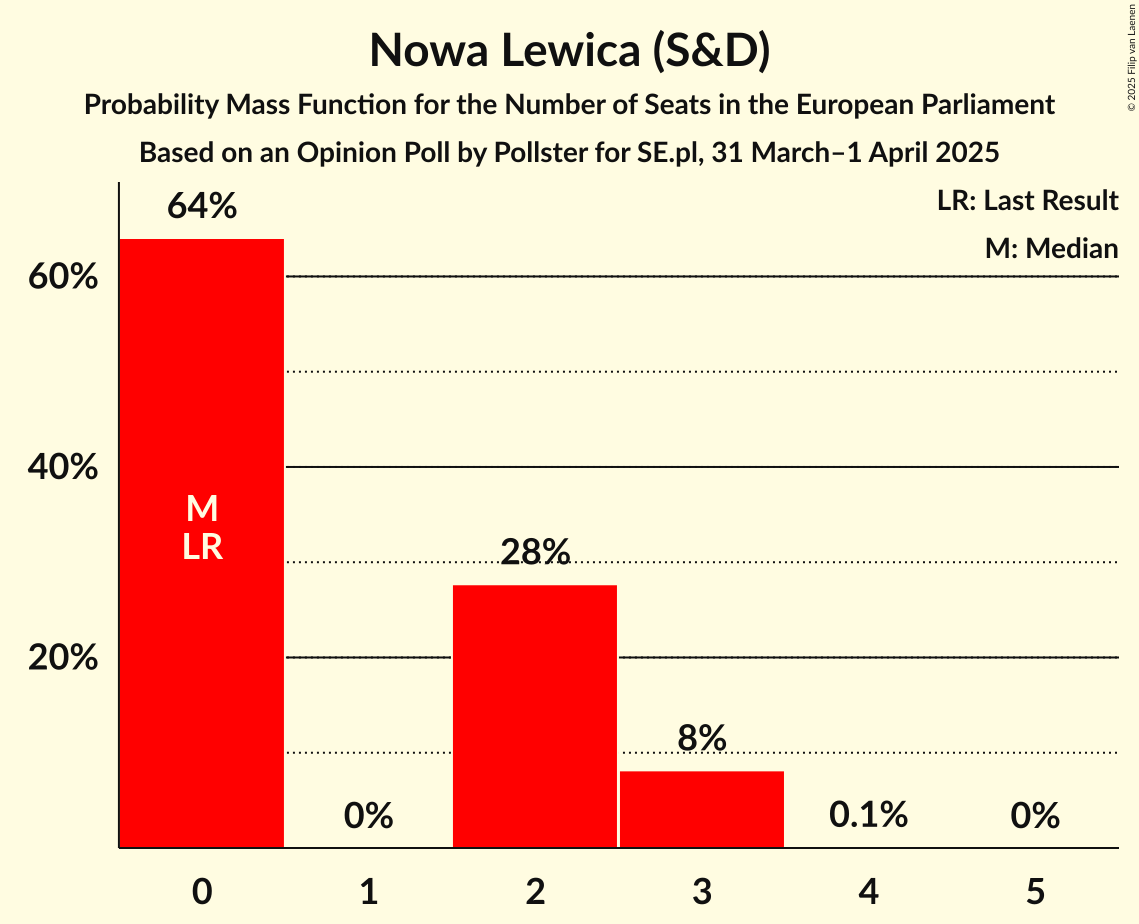 Nowa Lewica (S&D)
Probability Mass Function for the Number of Seats in the European Parliament
Based on an Opinion Poll by Pollster for SE.pl, 31 March–1 April 2025
© 2025 Filip van Laenen
LR: Last Result
M: Median
64%
60%
40%
20%
M
LR
28%
8%
0%
0.1%
0%
0
1
2
3
4
5